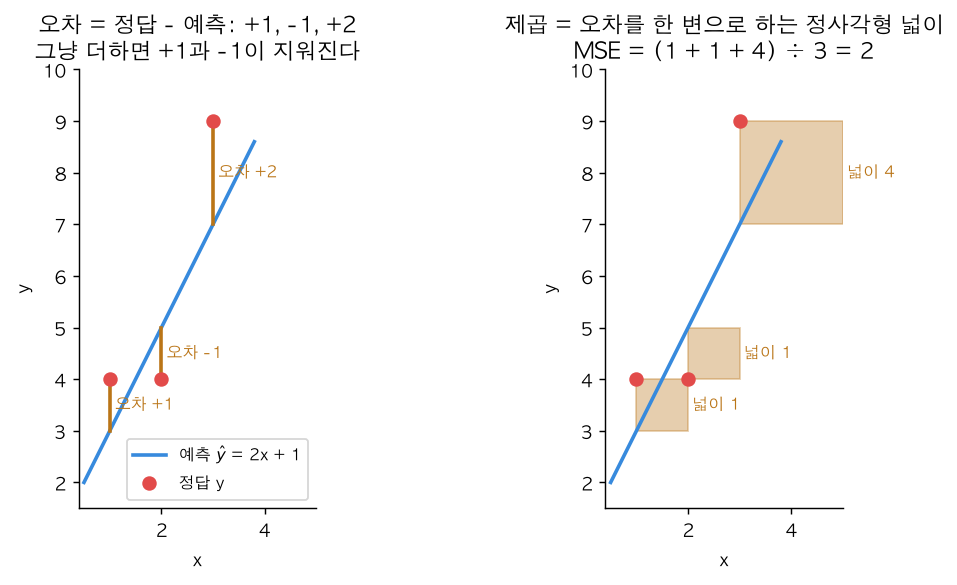 오차 = 정답 - 예측: +1, -1, +2
그냥 더하면 +1과 -1이 지워진다
10
9
8
7
6
5
4
3
2
y
오차 +2
오차 -1
오차 +1
예측 ŷ = 2x + 1
정답 y
2 4
x
제곱 = 오차를 한 변으로 하는 정사각형 넓이
MSE = (1 + 1 + 4) ÷ 3 = 2
10
9
8
7
6
5
4
3
2
y
넓이 4
넓이 1
넓이 1
2 4
x